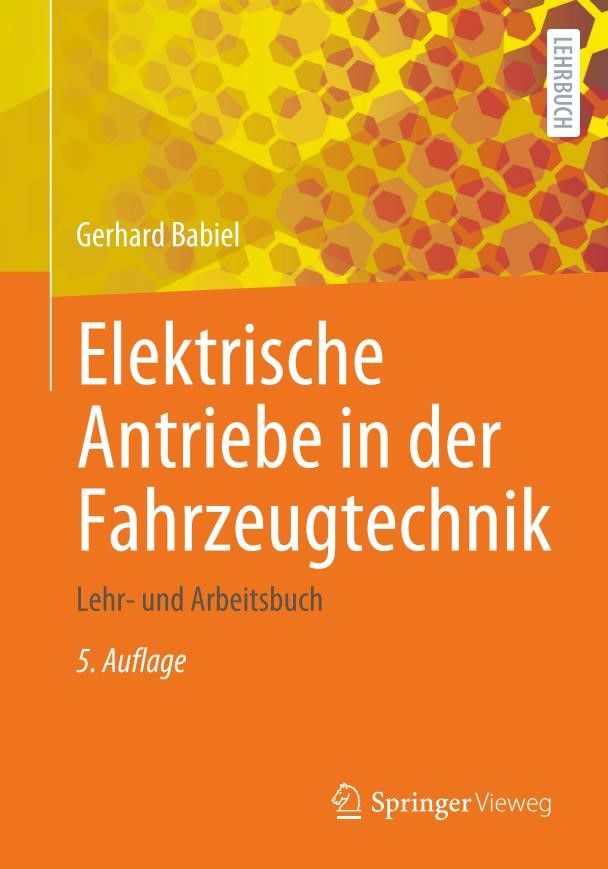 LEHRBUCH
Gerhard Babiel
Elektrische
Antriebe in der
Fahrzeugtechnik
Lehr- und Arbeitsbuch
5. Auflage
Springer Vieweg